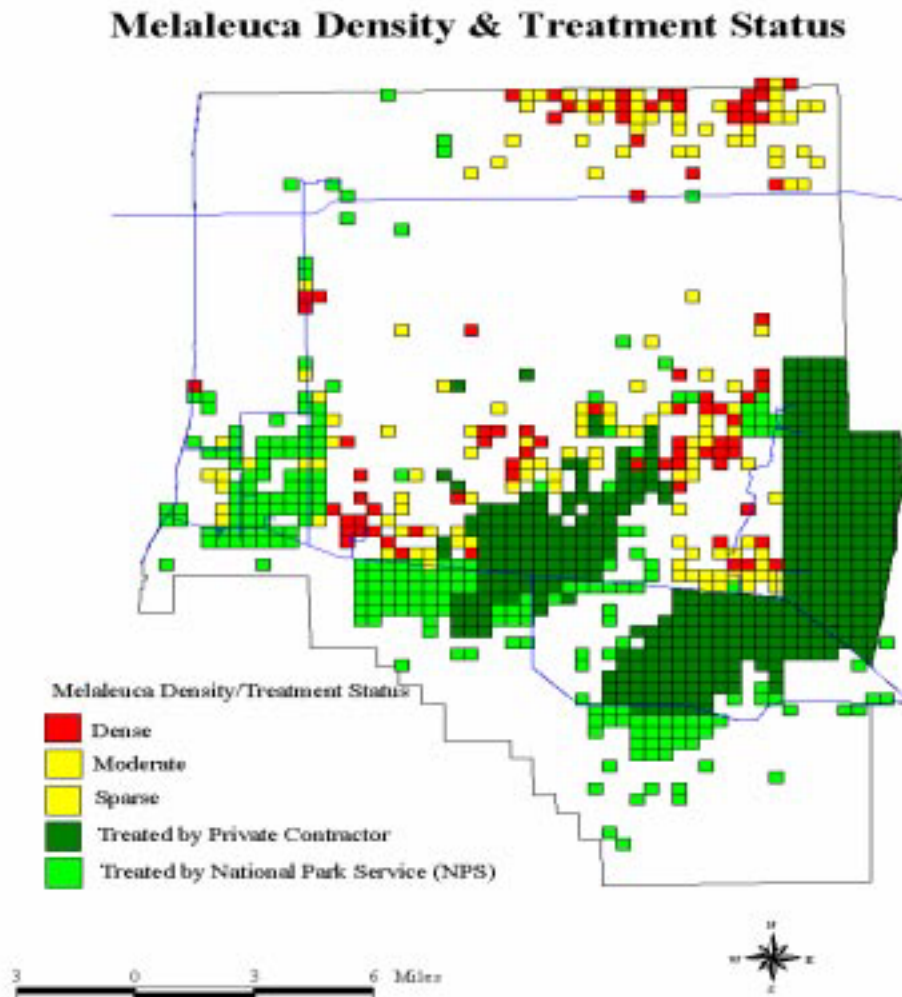 Melaleuca Density & Treatment Status
Melaleuca Density/Treatment Status
Dense
Moderate
Sparse
Treated by Private Contractor
Treated by National Park Service (NPS)
N
W E
3 0 3 6 Miles